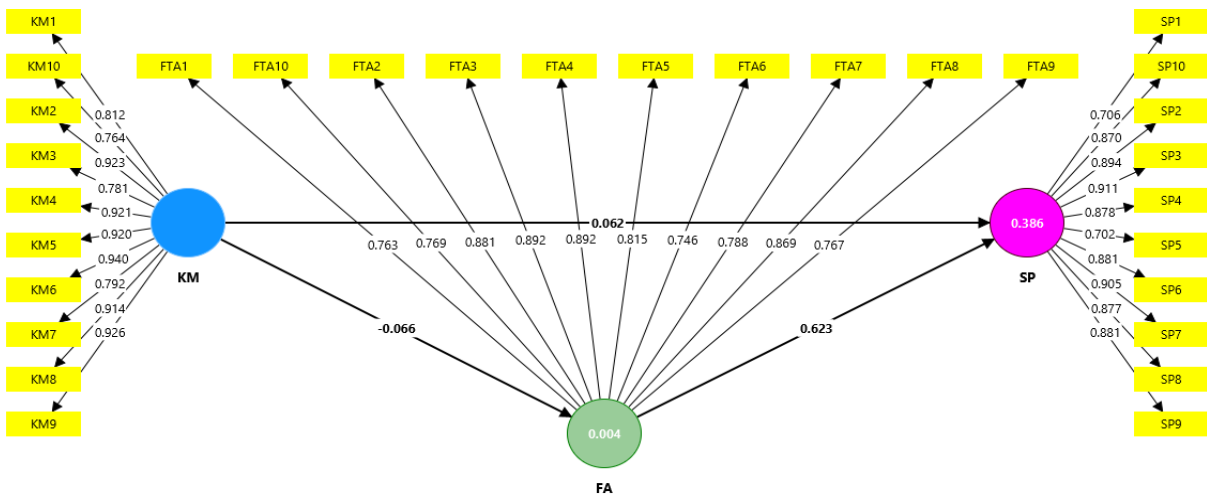 KM1
SP1
KM10
FTA1
FTA10
FTA2
FTA3
FTA4
FTA5
FTA6
FTA7
FTA8
FTA9
SP10
KM2
SP2
KM3
SP3
KM4
SP4
KM5
SP5
KM6
SP6
KM7
SP7
KM8
SP8
KM9
SP9
0.812
0.764
0.923
0.781
0.921
0.920
0.940
0.792
0.914
0.926
KM
0.062
-0.066
0.763
0.769
0.881
0.892
0.892
0.815
0.746
0.788
0.869
0.767
0.623
0.004
FA
0.386
SP
0.706
0.870
0.894
0.911
0.878
0.702
0.881
0.905
0.877
0.881